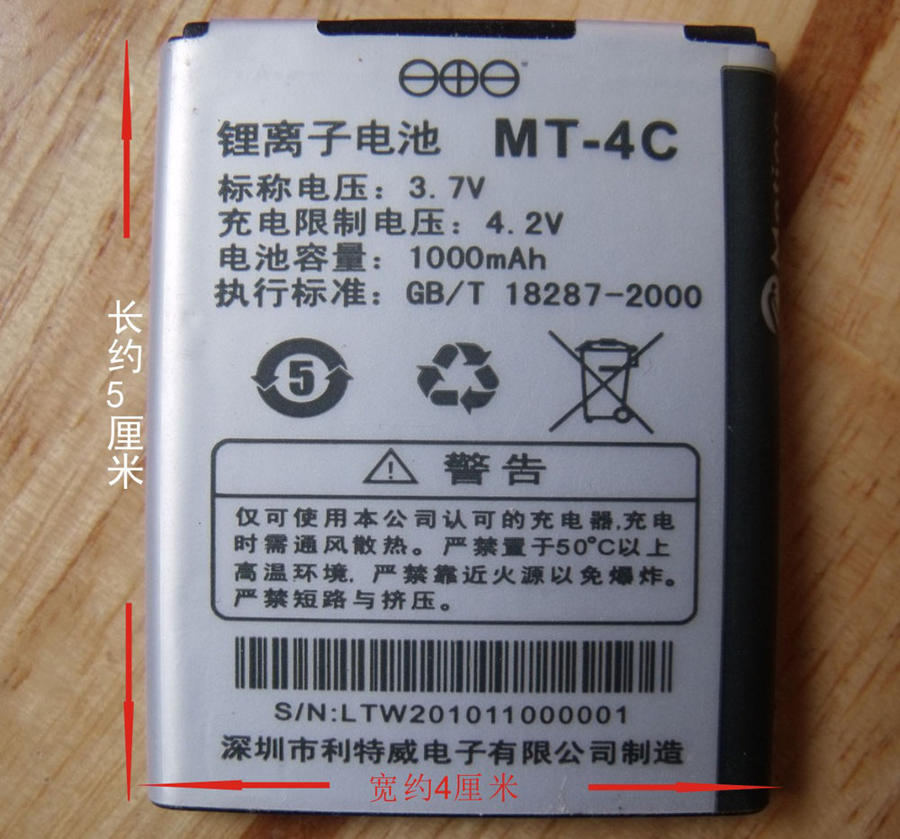 锂离子电池 MT-4C
标称电压：3.7V
充电限制电压：4.2V
电池容量：1000mAh
执行标准：GB/T 18287-2000
5
警告
仅可使用本公司认可的充电器,充电
时需通风散热。严禁置于50°C以上
高温环境, 严禁靠近火源以免爆炸。
严禁短路与挤压。
S/N:LTW201011000001
深圳市利特威电子有限公司制造
长约5厘米
宽约4厘米